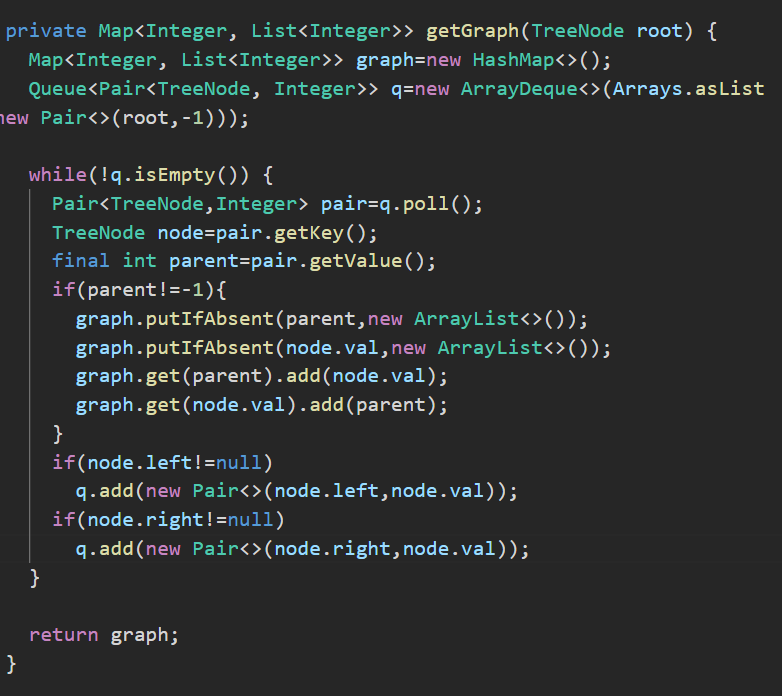 private Map<Integer, List<Integer>> getGraph(TreeNode root) {
  Map<Integer, List<Integer>> graph=new HashMap<>();
  Queue<Pair<TreeNode, Integer>> q=new ArrayDeque<>(Arrays.asList
new Pair<>(root,-1)));

  while(!q.isEmpty()) {
    Pair<TreeNode,Integer> pair=q.poll();
    TreeNode node=pair.getKey();
    final int parent=pair.getValue();
    if(parent!=-1){
      graph.putIfAbsent(parent,new ArrayList<>());
      graph.putIfAbsent(node.val,new ArrayList<>());
      graph.get(parent).add(node.val);
      graph.get(node.val).add(parent);
    }
    if(node.left!=null)
      q.add(new Pair<>(node.left,node.val));
    if(node.right!=null)
      q.add(new Pair<>(node.right,node.val));
  }

  return graph;
}